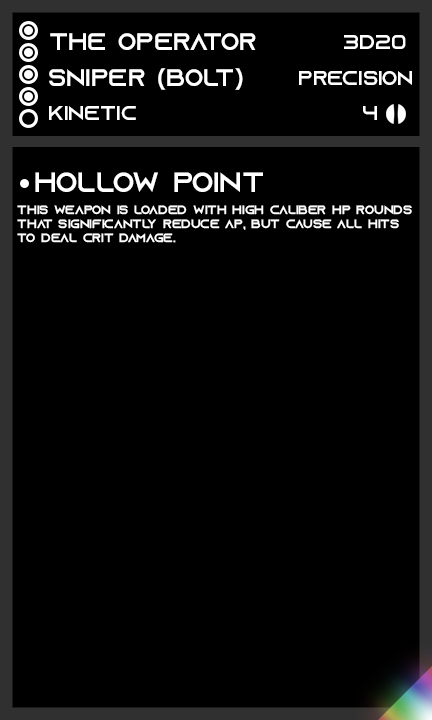 THE OPERATOR 3D20
SNIPER (BOLT) PRECISION
KINETIC 4
•HOLLOW POINT
THIS WEAPON IS LOADED WITH HIGH CALIBER HP ROUNDS
THAT SIGNIFICANTLY REDUCE AP, BUT CAUSE ALL HITS
TO DEAL CRIT DAMAGE.